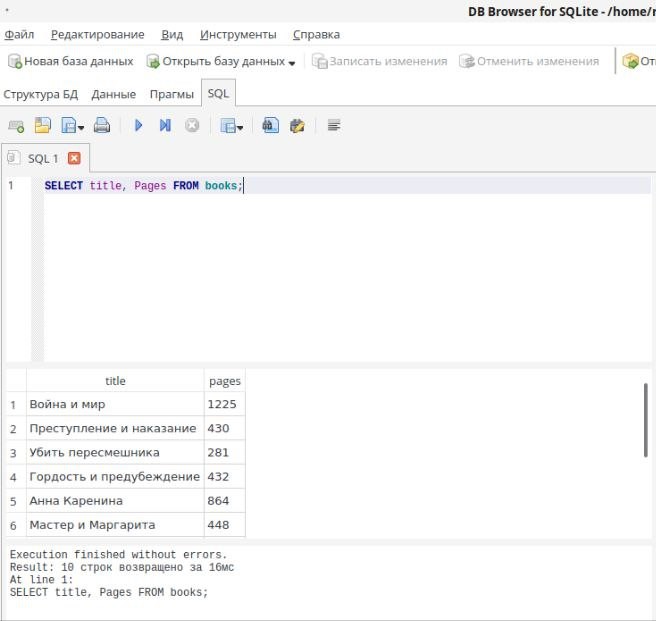 DB Browser for SQLite - /home/
Файл Редактирование Вид Инструменты Справка
Новая база данных Открыть базу данных Записать изменения Отменить изменения
Структура БД Данные Прагмы SQL
SQL 1
1 SELECT title, Pages FROM books;
title pages
1 Война и мир 1225
2 Преступление и наказание 430
3 Убить пересмешника 281
4 Гордость и предубеждение 432
5 Анна Каренина 864
6 Мастер и Маргарита 448
Execution finished without errors.
Result: 10 строк возвращено за 16мс
At line 1:
SELECT title, Pages FROM books;